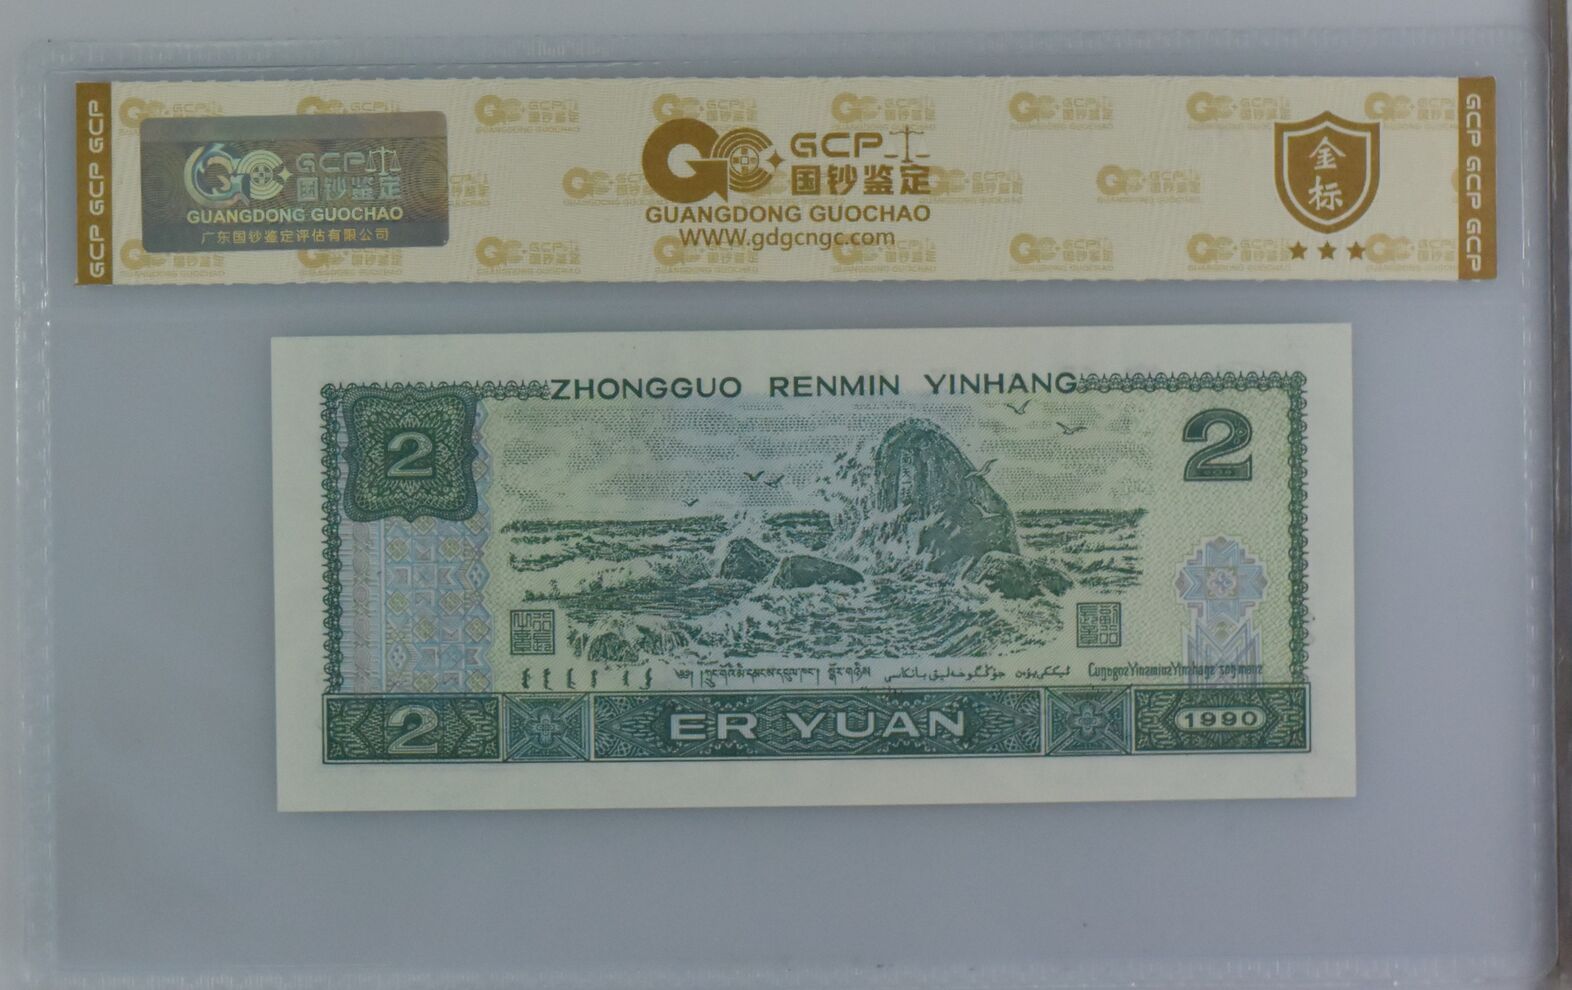 GCP GCP GCP
GCP
国钞鉴定
GUANGDONG GUOCHAO
广东国钞鉴定评估有限公司
GCP
国钞鉴定
GUANGDONG GUOCHAO
WWW.gdgcngc.com
金标
GCP GCP GCP
ZHONGGUO RENMIN YINHANG
2
2
2
ER YUAN
1990